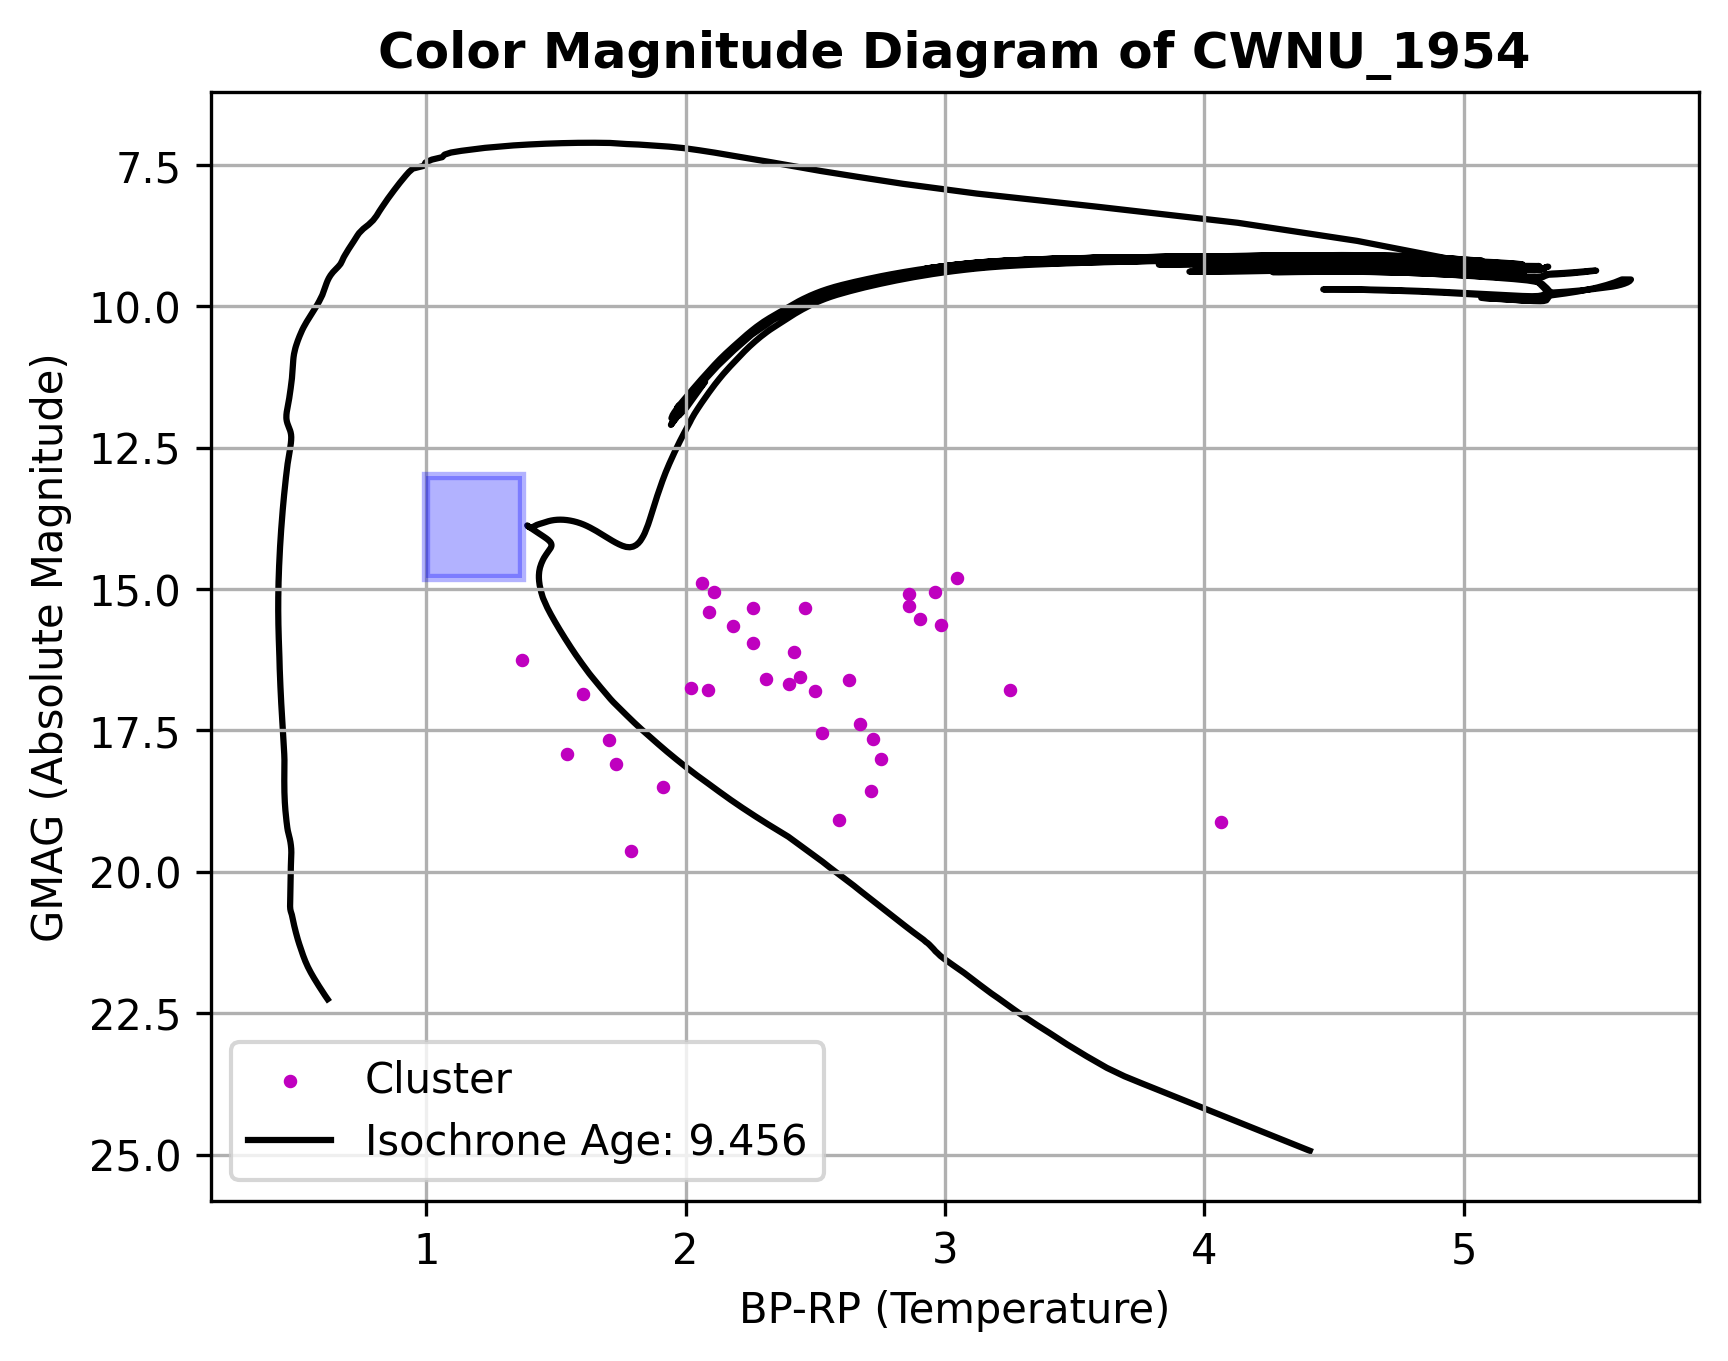 Color Magnitude Diagram of CWNU_1954
GMAG (Absolute Magnitude)
7.5
10.0
12.5
15.0
17.5
20.0
22.5
25.0
Cluster
Isochrone Age: 9.456
1 2 3 4 5
BP-RP (Temperature)